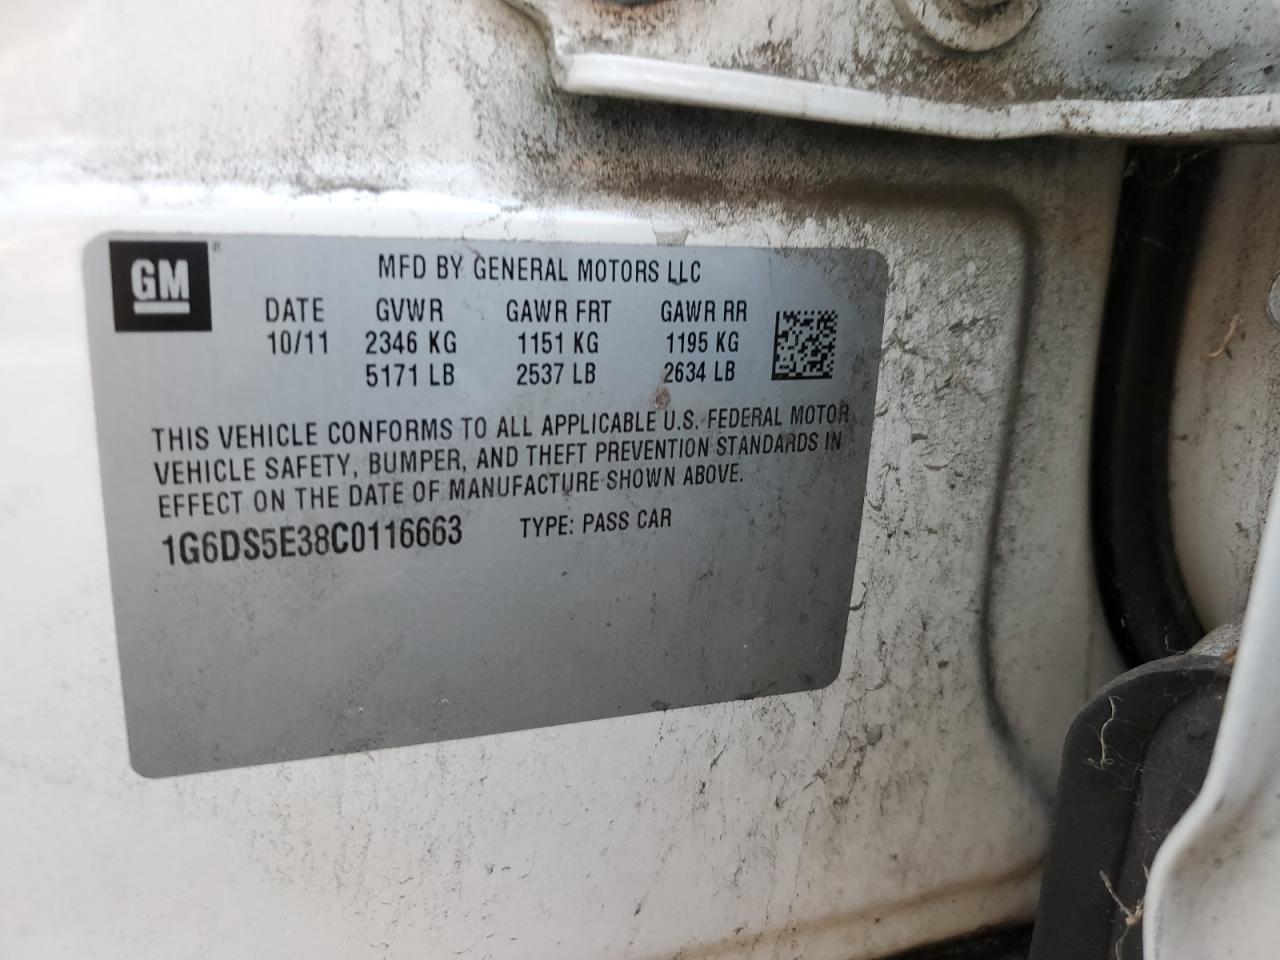 GM
MFD BY GENERAL MOTORS LLC
DATE GVWR GAWR FRT GAWR RR
10/11 2346 KG 1151 KG 1195 KG
5171 LB 2537 LB 2634 LB
THIS VEHICLE CONFORMS TO ALL APPLICABLE U.S. FEDERAL MOTOR
VEHICLE SAFETY, BUMPER, AND THEFT PREVENTION STANDARDS IN
EFFECT ON THE DATE OF MANUFACTURE SHOWN ABOVE.
1G6DS5E38C0116663 TYPE: PASS CAR